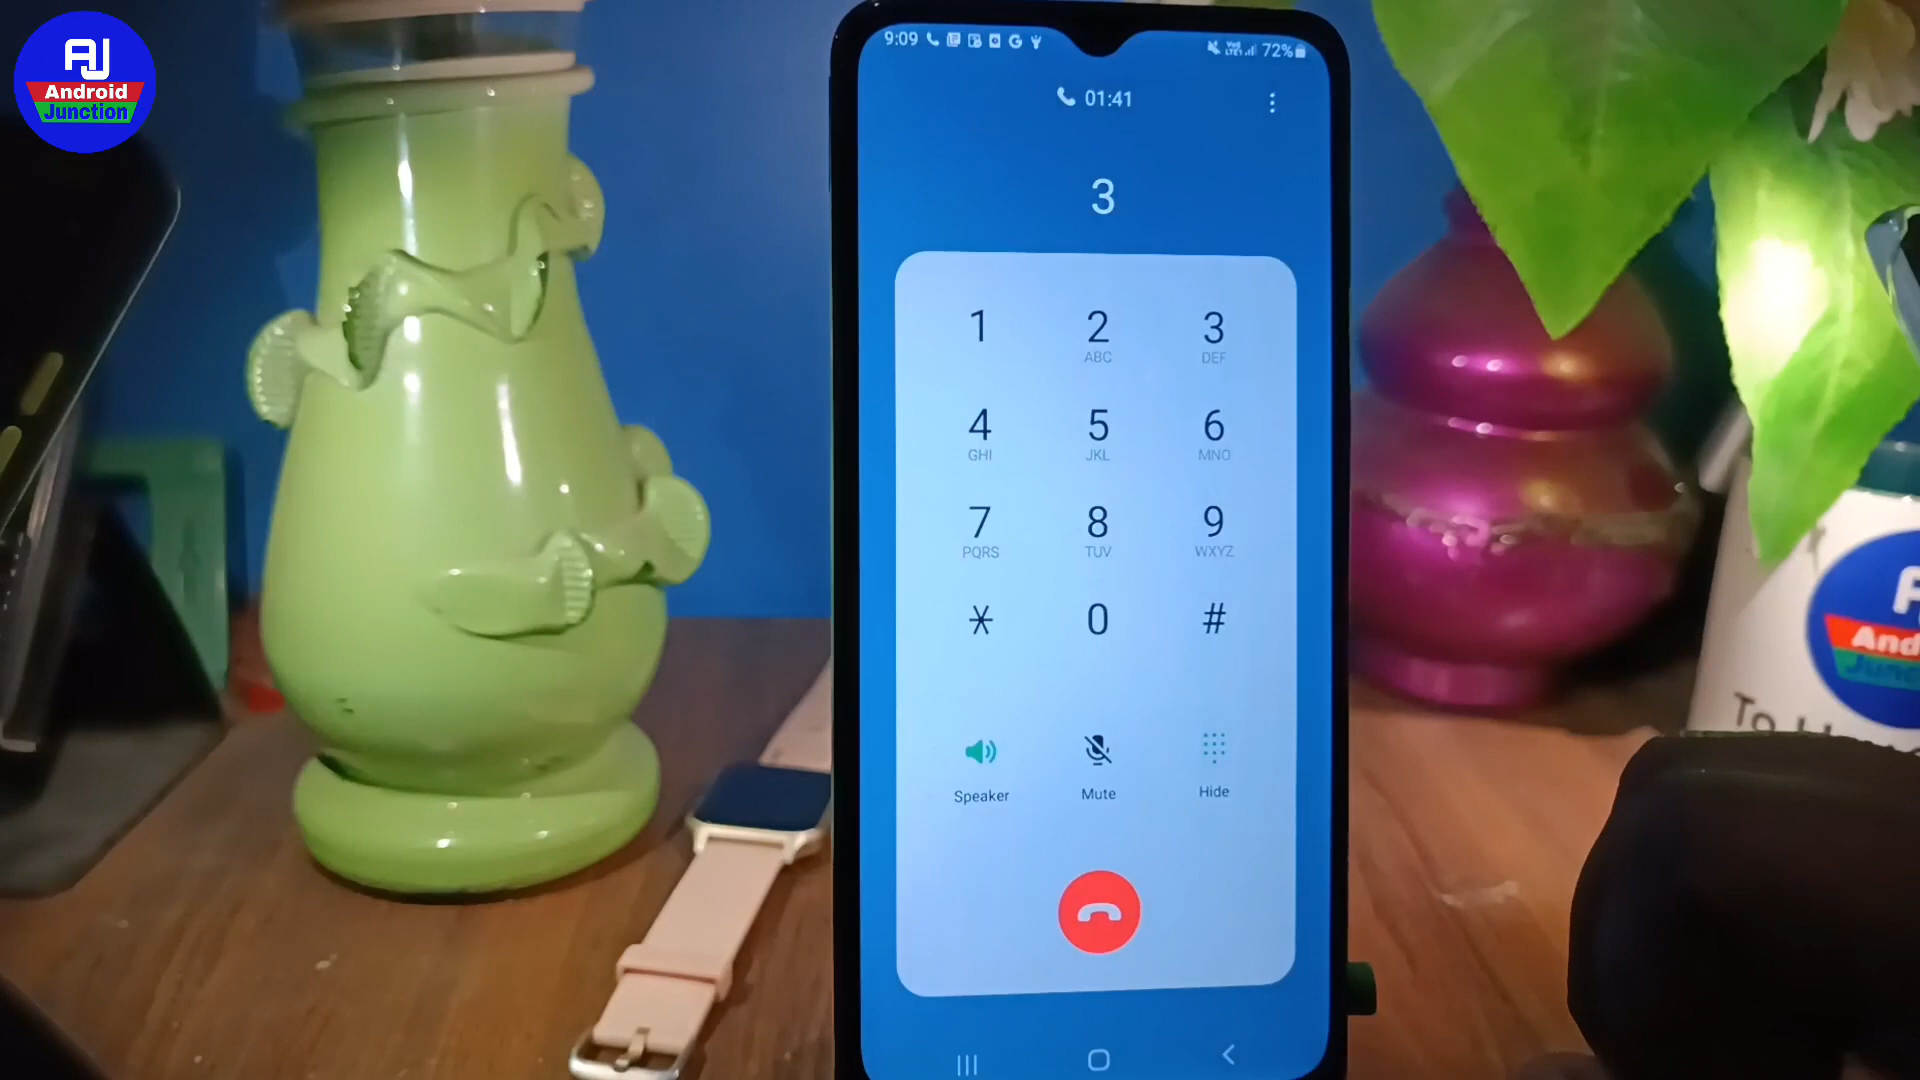 AJ
Android
Junction
9:09
72%
01:41
3
1 2 3
ABC DEF
4 5 6
GHI JKL MNO
7 8 9
PQRS TUV WXYZ
* 0 #
Speaker Mute Hide